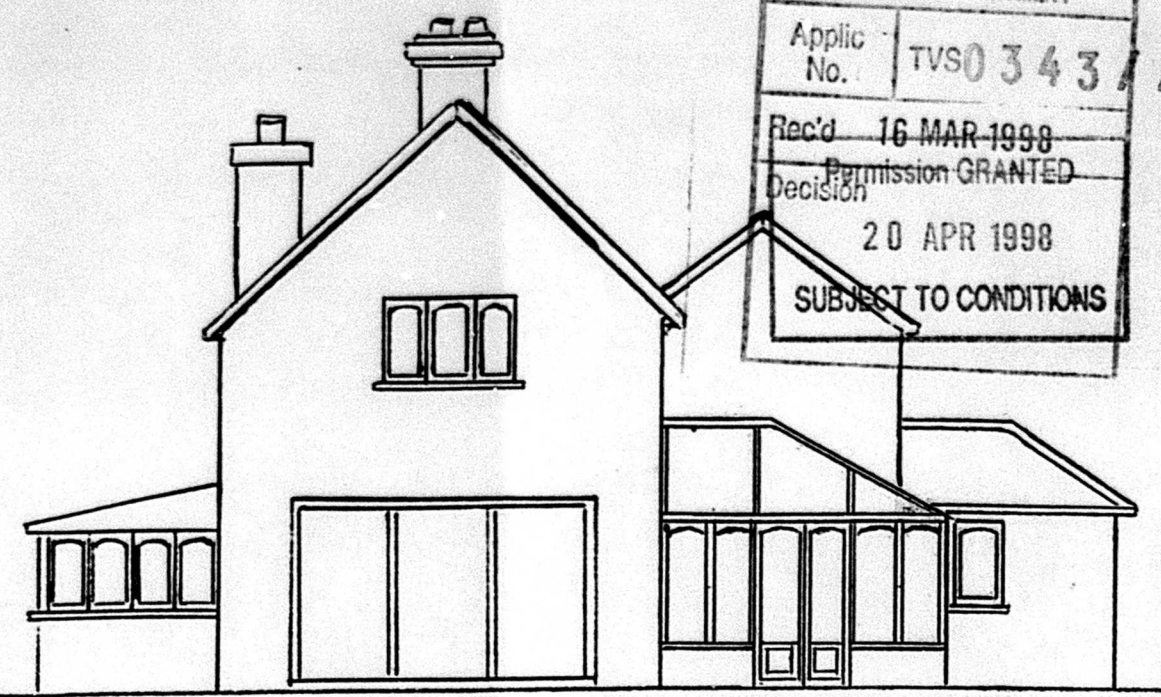 Applic
No.
TVS0343
Rec'd 16 MAR 1998
Permission GRANTED
Decision
20 APR 1998
SUBJECT TO CONDITIONS